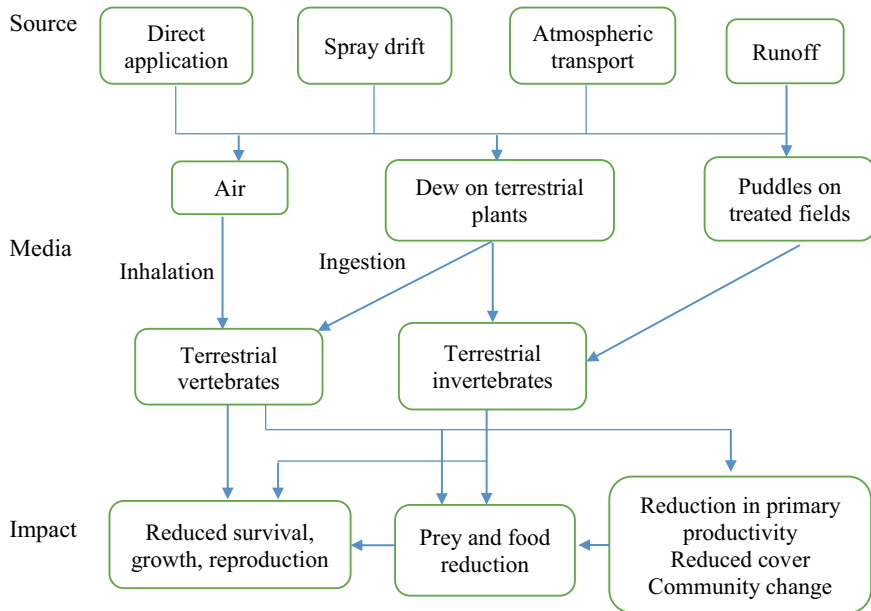 Source
Direct
application
Spray drift
Atmospheric
transport
Runoff
Air
Dew on terrestrial
plants
Puddles on
treated fields
Media
Inhalation
Ingestion
Terrestrial
vertebrates
Terrestrial
invertebrates
Impact
Reduced survival,
growth, reproduction
Prey and food
reduction
Reduction in primary
productivity
Reduced cover
Community change